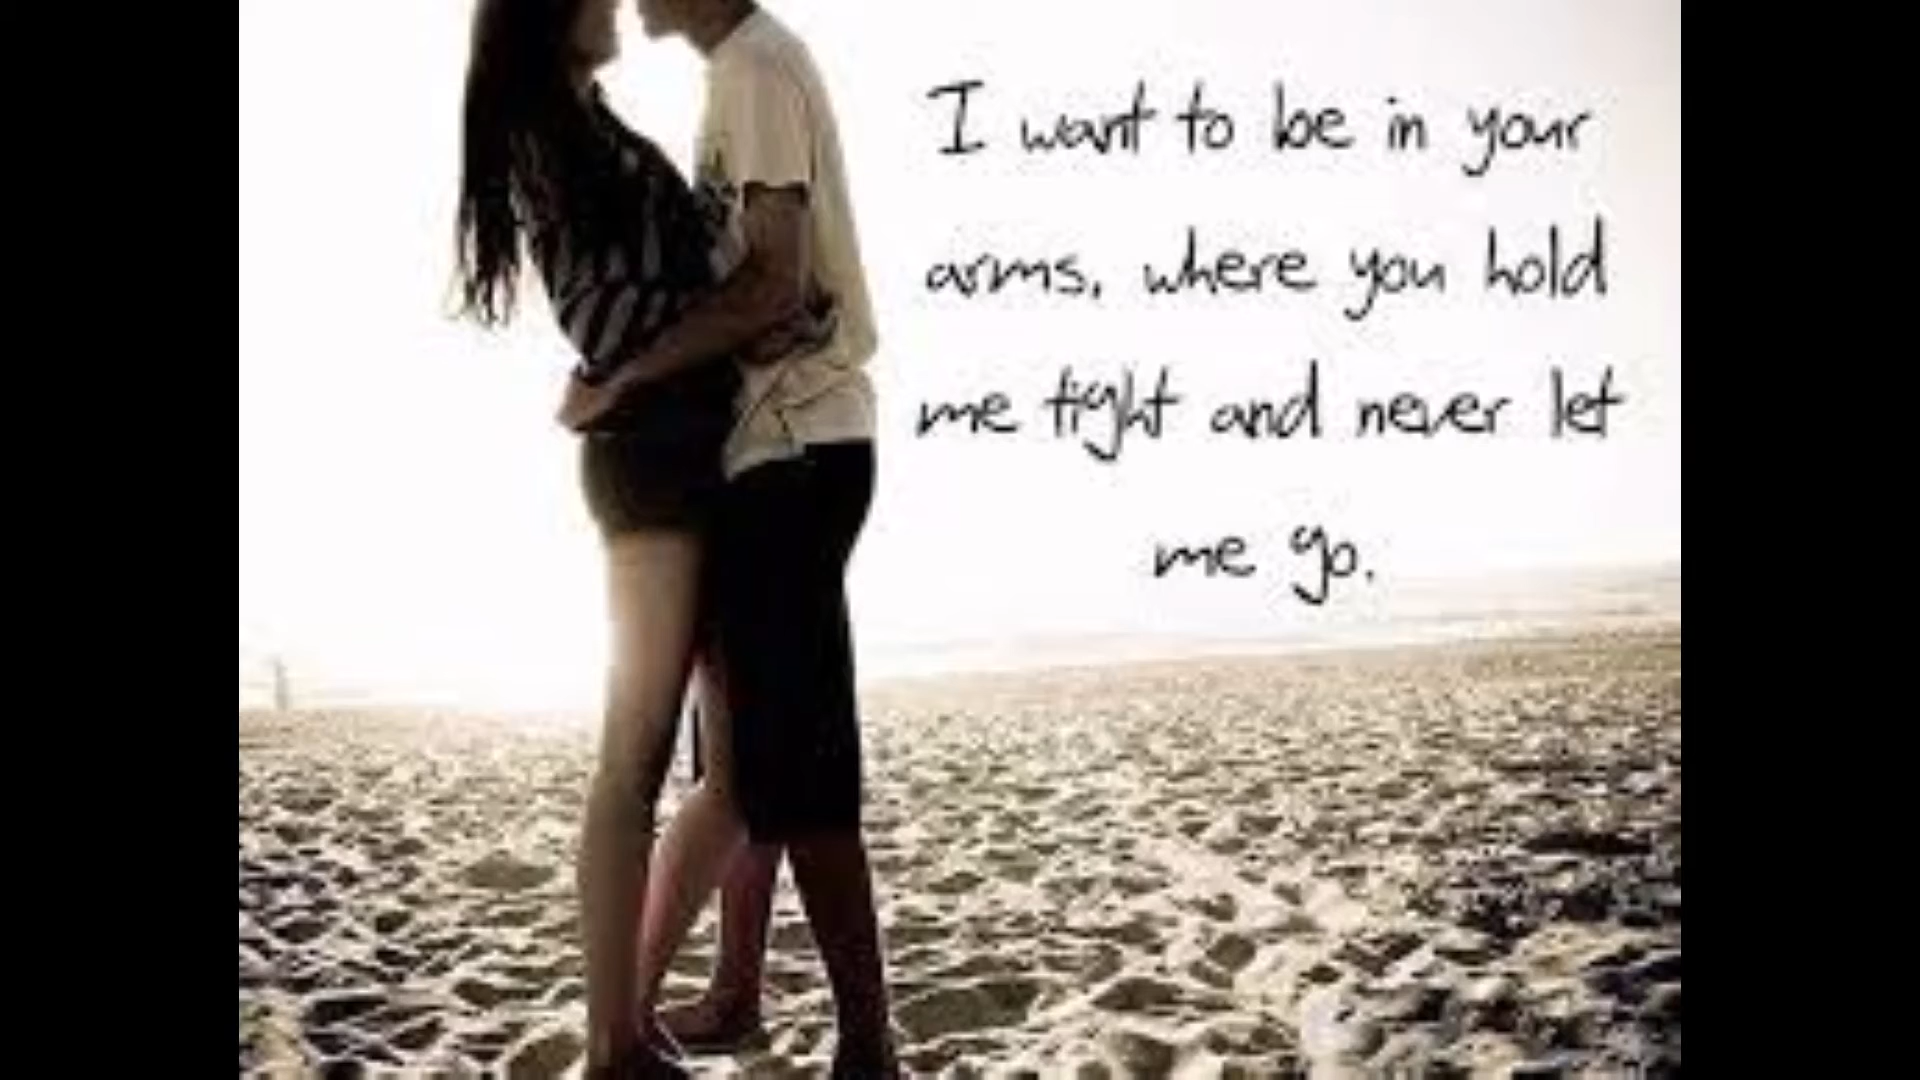 I want to be in your
arms, where you hold
me tight and never let
me go.